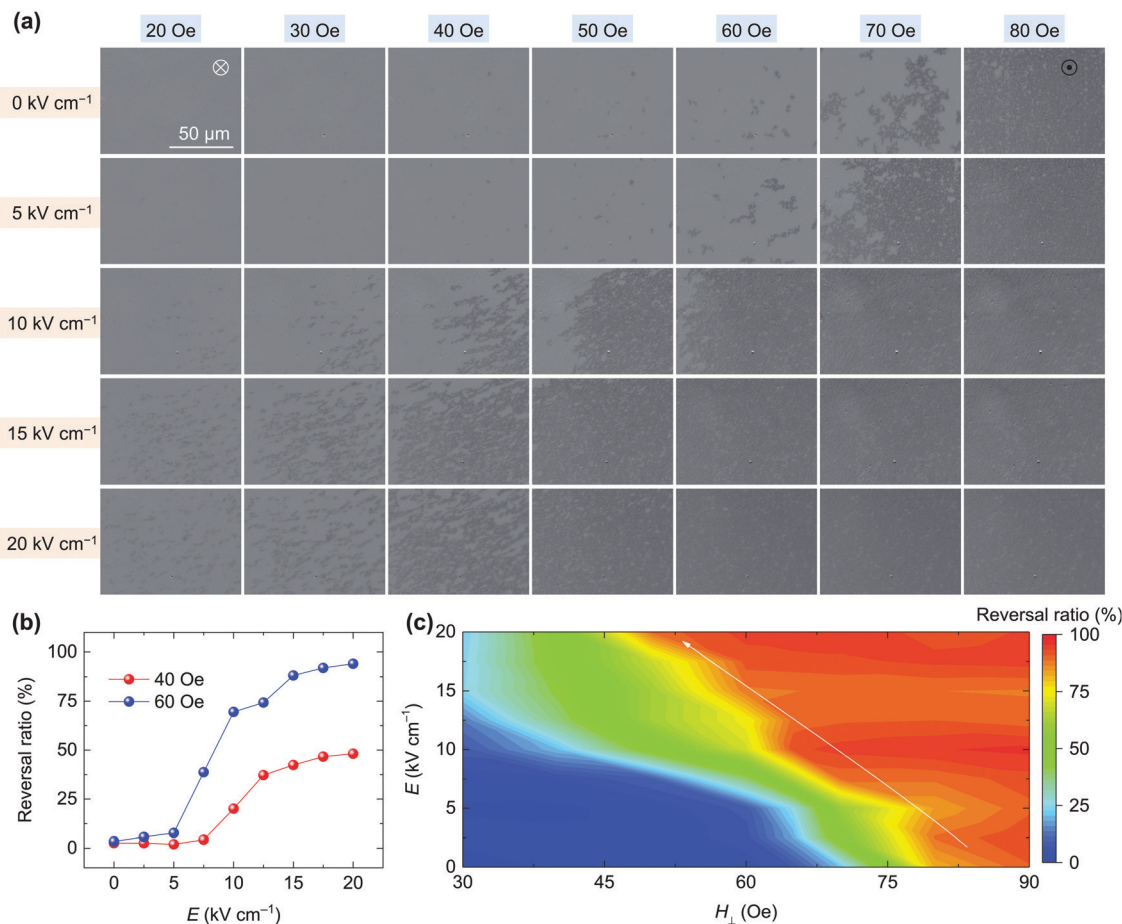 (a)
20 Oe 30 Oe 40 Oe 50 Oe 60 Oe 70 Oe 80 Oe
0 kV cm⁻¹
50 µm
5 kV cm⁻¹
10 kV cm⁻¹
15 kV cm⁻¹
20 kV cm⁻¹
(b)
100
75
50
25
0
Reversal ratio (%)
40 Oe
60 Oe
0 5 10 15 20
E (kV cm⁻¹)
(c)
Reversal ratio (%)
20
15
10
5
0
E (kV cm⁻¹)
30 45 60 75 90
H⊥ (Oe)
100
75
50
25
0